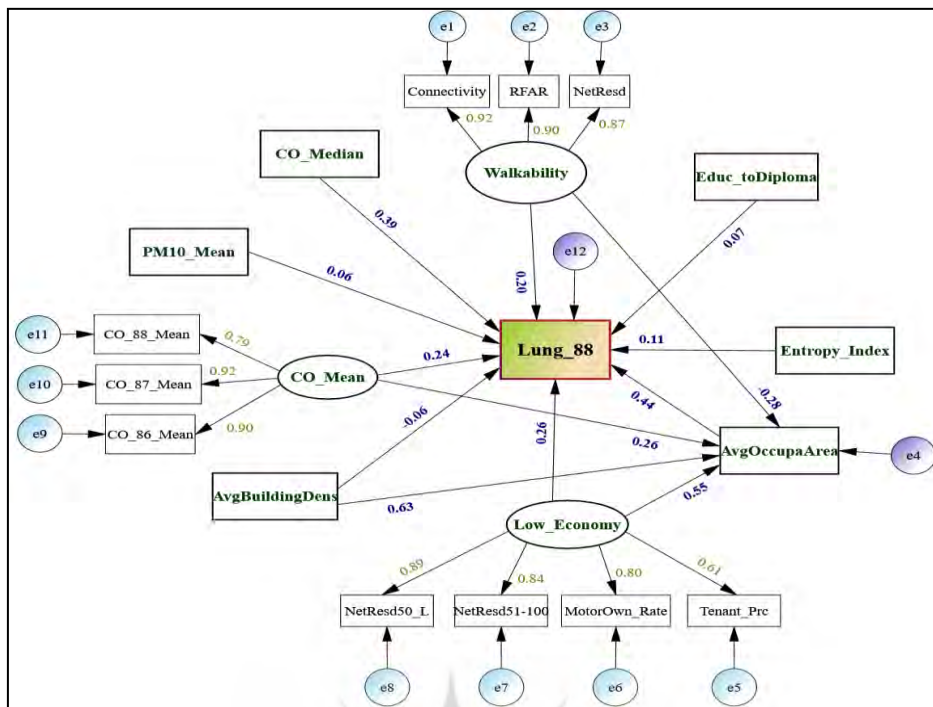 e1
e2
e3
Connectivity
RFAR
NetResd
0.92
0.90
0.87
CO_Median
Walkability
Educ_toDiploma
0.39
0.07
PM10_Mean
0.06
e12
0.20
e11
CO_88_Mean
0.79
Lung_88
0.11
Entropy_Index
e10
CO_87_Mean
0.92
CO_Mean
0.24
-0.28
e9
CO_86_Mean
0.90
-0.06
0.44
0.26
0.26
AvgOccupaArea
e4
AvgBuildingDens
0.63
0.55
Low_Economy
0.89
0.84
0.80
0.61
NetResd50_L
NetResd51-100
MotorOwn_Rate
Tenant_Prc
e8
e7
e6
e5